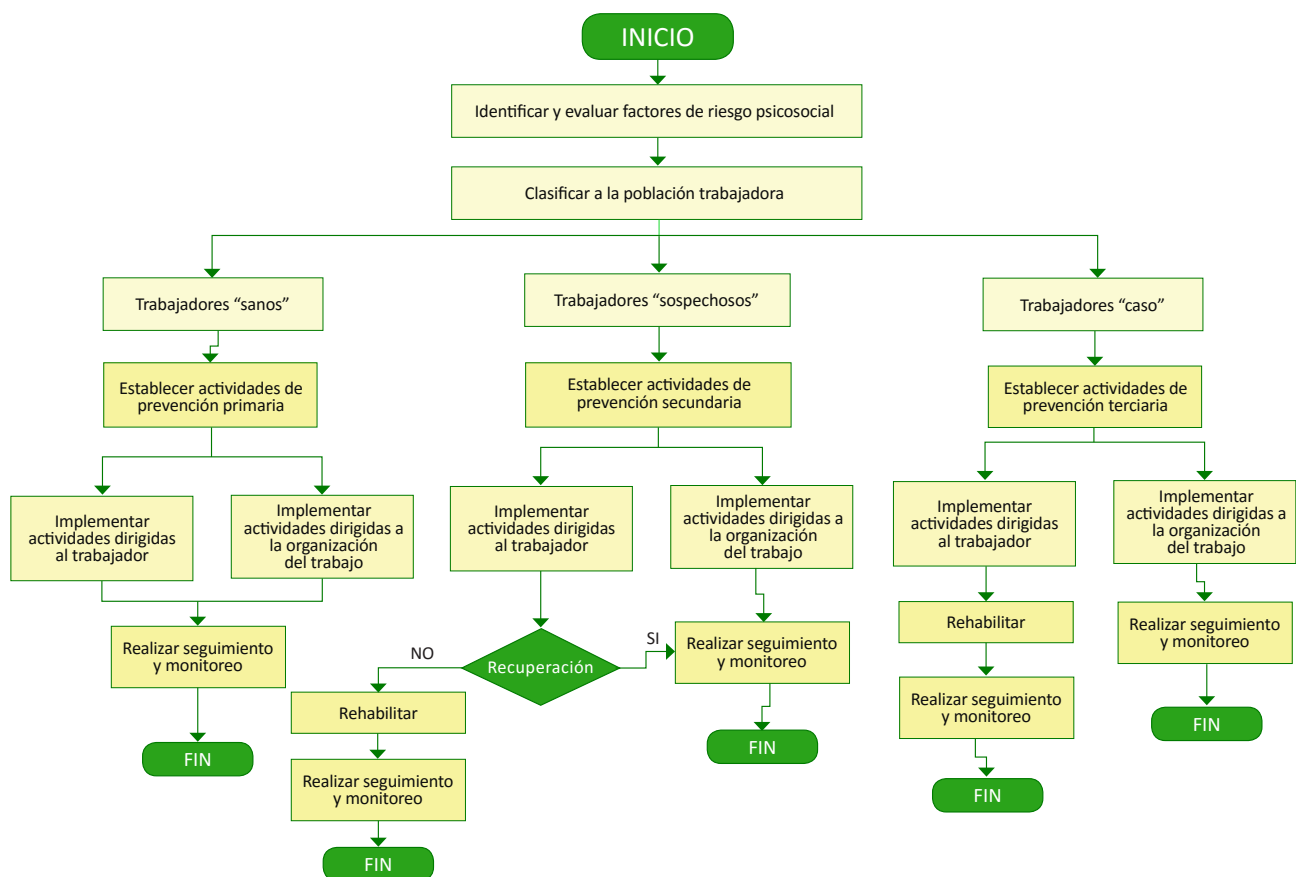 INICIO
Identificar y evaluar factores de riesgo psicosocial
Clasificar a la población trabajadora
Trabajadores “sanos”
Establecer actividades de
prevención primaria
Implementar
actividades dirigidas
al trabajador
Implementar
actividades dirigidas a
la organización
del trabajo
Realizar seguimiento
y monitoreo
FIN
Trabajadores “sospechosos”
Establecer actividades de
prevención secundaria
Implementar
actividades dirigidas
al trabajador
Implementar
actividades dirigidas a
la organización
del trabajo
Recuperación
NO
SI
Rehabilitar
Realizar seguimiento
y monitoreo
FIN
Realizar seguimiento
y monitoreo
FIN
Trabajadores “caso”
Establecer actividades de
prevención terciaria
Implementar
actividades dirigidas
al trabajador
Rehabilitar
Realizar seguimiento
y monitoreo
FIN
Implementar
actividades dirigidas a
la organización
del trabajo
Realizar seguimiento
y monitoreo
FIN